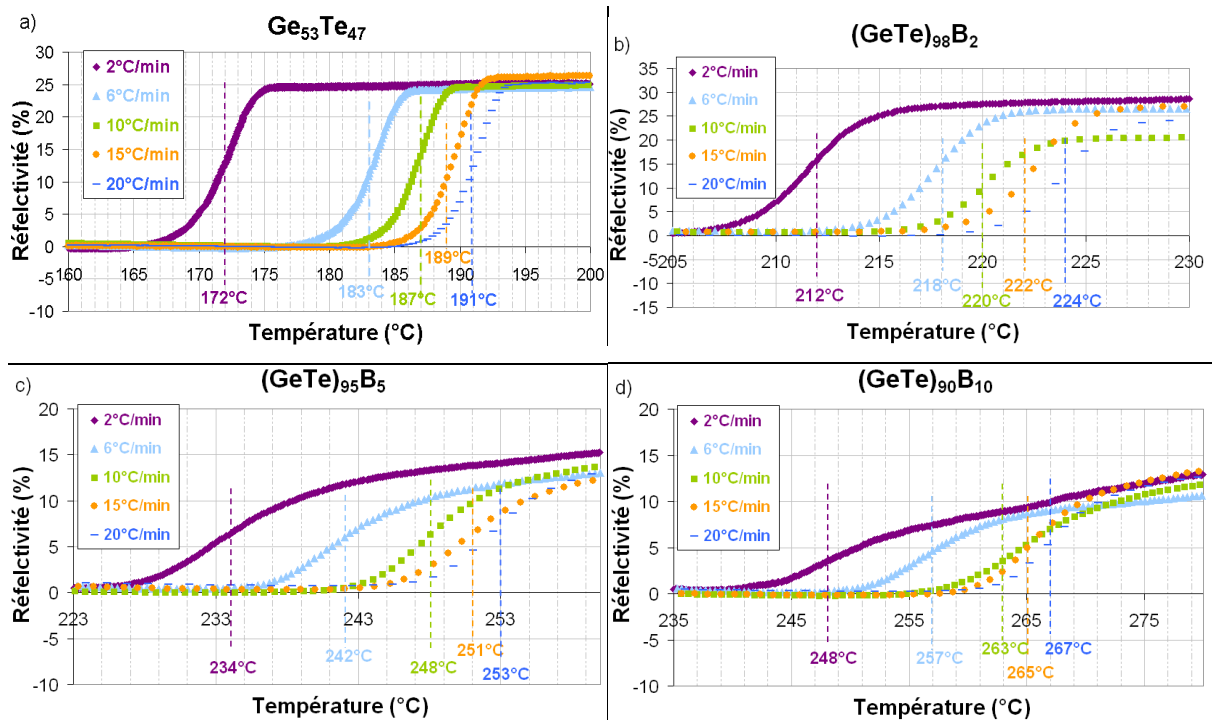 a)
Ge53Te47
Réfelctivité (%)
30
25
20
15
10
5
0
-5
-10
2°C/min
6°C/min
10°C/min
15°C/min
20°C/min
160
165
170
175
180
185
190
195
200
172°C
183°C
187°C
189°C
191°C
Température (°C)
b)
(GeTe)98B2
Réfelctivité (%)
35
30
25
20
15
10
5
0
-5
-10
-15
2°C/min
6°C/min
10°C/min
15°C/min
20°C/min
205
210
215
220
225
230
212°C
218°C
220°C
222°C
224°C
Température (°C)
c)
(GeTe)95B5
Réfelctivité (%)
20
15
10
5
0
-5
-10
2°C/min
6°C/min
10°C/min
15°C/min
20°C/min
223
233
243
253
234°C
242°C
248°C
251°C
253°C
Température (°C)
d)
(GeTe)90B10
Réfelctivité (%)
20
15
10
5
0
-5
-10
2°C/min
6°C/min
10°C/min
15°C/min
20°C/min
235
245
255
265
275
248°C
257°C
263°C
265°C
267°C
Température (°C)